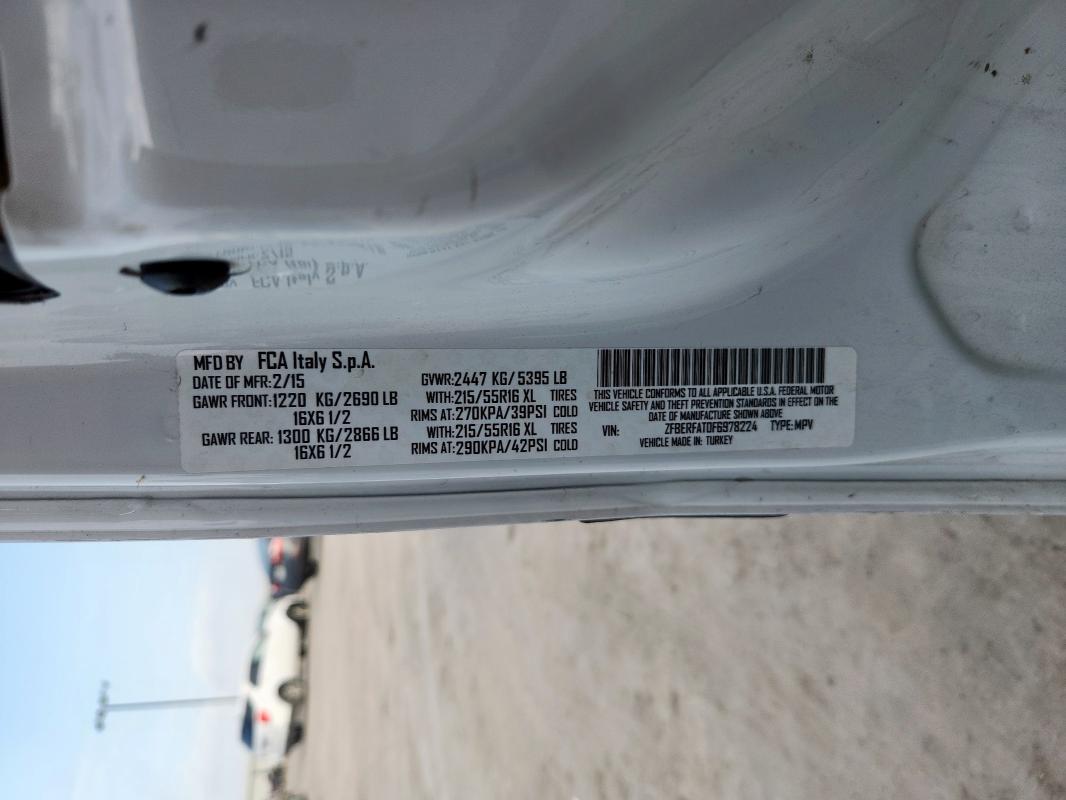 MFD BY FCA Italy S.p.A.
DATE OF MFR:2/15 GVWR:2447 KG/5395 LB
GAWR FRONT:1220 KG/2690 LB WITH:215/55R16 XL TIRES
16X6 1/2 RIMS AT:270KPA/39PSI COLD
GAWR REAR:1300 KG/2866 LB WITH:215/55R16 XL TIRES
16X6 1/2 RIMS AT:290KPA/42PSI COLD
THIS VEHICLE CONFORMS TO ALL APPLICABLE U.S.A. FEDERAL MOTOR
VEHICLE SAFETY AND THEFT PREVENTION STANDARDS IN EFFECT ON THE
DATE OF MANUFACTURE SHOWN ABOVE
VIN: ZFBERFAT0F6978224 TYPE:MPV
VEHICLE MADE IN: TURKEY
FCA Italy S.p.A